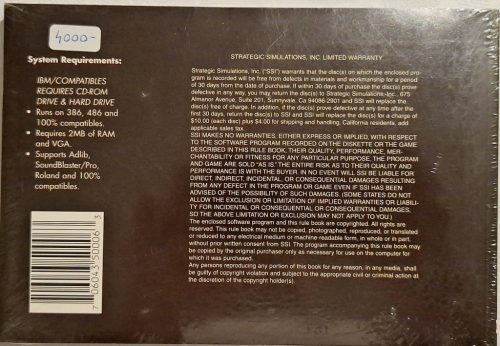 4000-
System Requirements:
IBM/COMPATIBLES
REQUIRES CD-ROM
DRIVE & HARD DRIVE
• Runs on 386, 486 and
100% compatibles.
• Requires 2MB of RAM
and VGA.
• Supports Adlib,
SoundBlaster/Pro,
Roland and 100%
compatibles.
STRATEGIC SIMULATIONS, INC. LIMITED WARRANTY
Strategic Simulations, Inc. ("SSI") warrants that the disc(s) on which the enclosed pro-
gram is recorded will be free from defects in materials and workmanship for a period
of 30 days from the date of purchase. If within 30 days of purchase the disc(s) prove
defective in any way, you may return the disc(s) to Strategic Simulations, Inc., 675
Almanor Avenue, Suite 201, Sunnyvale, Ca 94086-2901 and SSI will replace the
disc(s) free of charge. In addition, if the disc(s) prove defective at any time after the
first 30 days, return the disc(s) to SSI and SSI will replace the disc(s) for a charge of
$10.00 (each disc) plus $4.00 for shipping and handling. California residents, add
applicable sales tax.
SSI MAKES NO WARRANTIES, EITHER EXPRESS OR IMPLIED, WITH RESPECT
TO THE SOFTWARE PROGRAM RECORDED ON THE DISKETTE OR THE GAME
DESCRIBED IN THIS RULE BOOK, THEIR QUALITY, PERFORMANCE, MER-
CHANTABILITY OR FITNESS FOR ANY PARTICULAR PURPOSE. THE PROGRAM
AND GAME ARE SOLD "AS IS." THE ENTIRE RISK AS TO THEIR QUALITY AND
PERFORMANCE IS WITH THE BUYER. IN NO EVENT WILL SSI BE LIABLE FOR
DIRECT, INDIRECT, INCIDENTAL, OR CONSEQUENTIAL DAMAGES RESULTING
FROM ANY DEFECT IN THE PROGRAM OR GAME EVEN IF SSI HAS BEEN
ADVISED OF THE POSSIBILITY OF SUCH DAMAGES. (SOME STATES DO NOT
ALLOW THE EXCLUSION OR LIMITATION OF IMPLIED WARRANTIES OR LIABILI-
TY FOR INCIDENTAL OR CONSEQUENTIAL DAMAGES,
SO THE ABOVE LIMITATION OR EXCLUSION MAY NOT APPLY TO YOU.)
The enclosed software program and this rule book are copyrighted. All rights are
reserved. This rule book may not be copied, photographed, reproduced, or translated
or reduced to any electrical medium or machine-readable form, in whole or in part,
without prior written consent from SSI. The program accompanying this rule book may
be copied by the original purchaser only as necessary for use on the computer for
which it was purchased.
Any persons reproducing any portion of this book for any reason, in any media, shall
be guilty of copyright violation and subject to the appropriate civil or criminal action at
the discretion of the copyright holder(s).
7 06043 50006 3